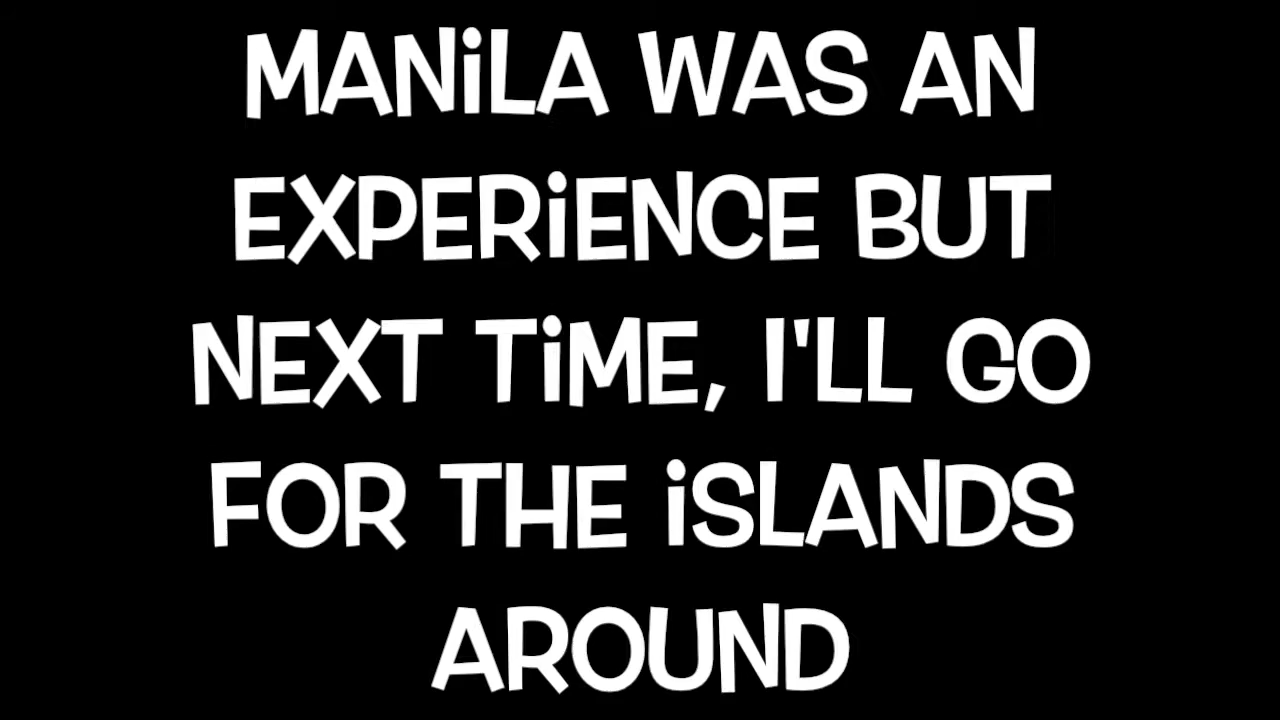 MANiLA WAS AN
EXPERiENCE BUT
NEXT TiME, I'LL GO
FOR THE iSLANDS
AROUND